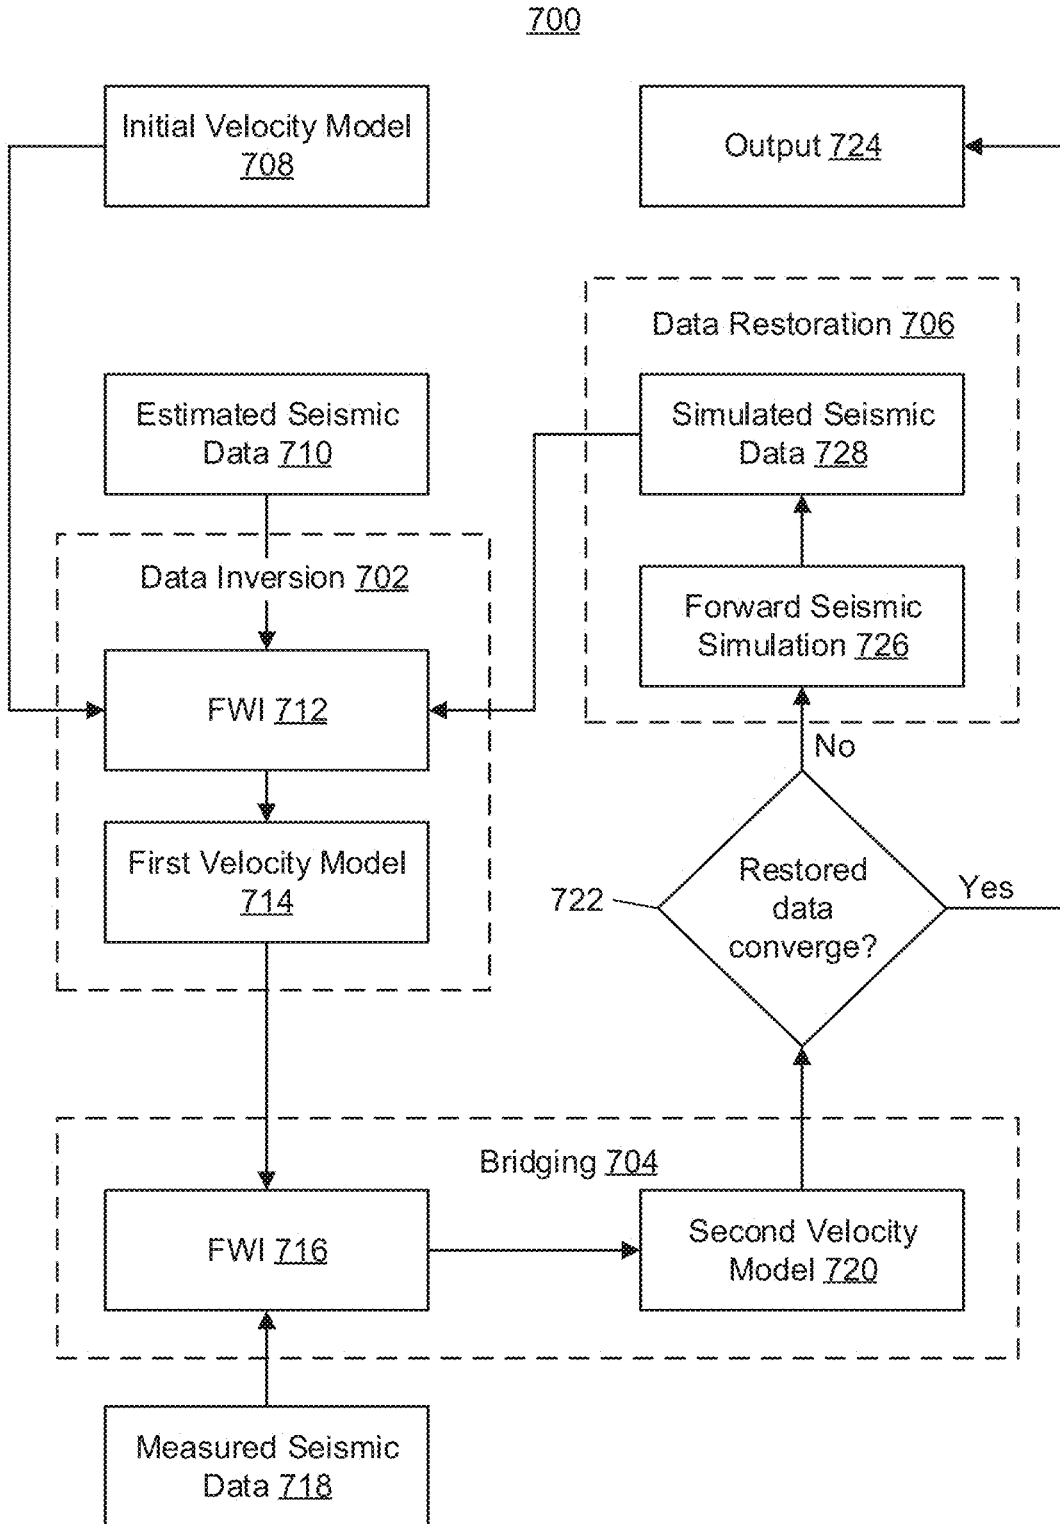 700
Initial Velocity Model
708
Output 724
Data Restoration 706
Estimated Seismic
Data 710
Simulated Seismic
Data 728
Data Inversion 702
Forward Seismic
Simulation 726
FWI 712
No
First Velocity Model
714
722
Restored
data
converge?
Yes
Bridging 704
FWI 716
Second Velocity
Model 720
Measured Seismic
Data 718